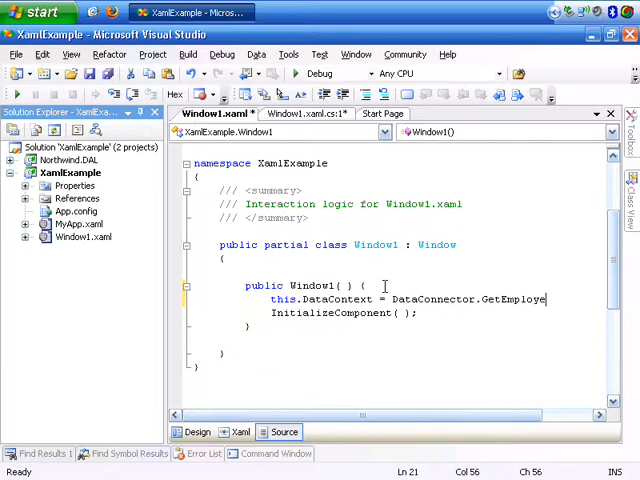 start
XamlExample - Micros...
XamlExample - Microsoft Visual Studio
File Edit View Refactor Project Build Debug Data Tools Window Community Help
Debug Any CPU
Hex
Solution Explorer - XamlEx...
Window1.xaml * Window1.xaml.cs:1* Start Page
XamlExample.Window1 Window1()
Solution 'XamlExample' (2 projects)
Northwind.DAL
XamlExample
Properties
References
App.config
MyApp.xaml
Window1.xaml
namespace XamlExample
{
/// <summary>
/// Interaction logic for Window1.xaml
/// </summary>
public partial class Window1 : Window
{
public Window1( ) {
this.DataContext = DataConnector.GetEmploye
InitializeComponent( );
}
}
}
Toolbox
Class View
Design Xaml Source
Find Results 1 Find Symbol Results Error List Command Window
Ready Ln 21 Col 56 Ch 56 INS